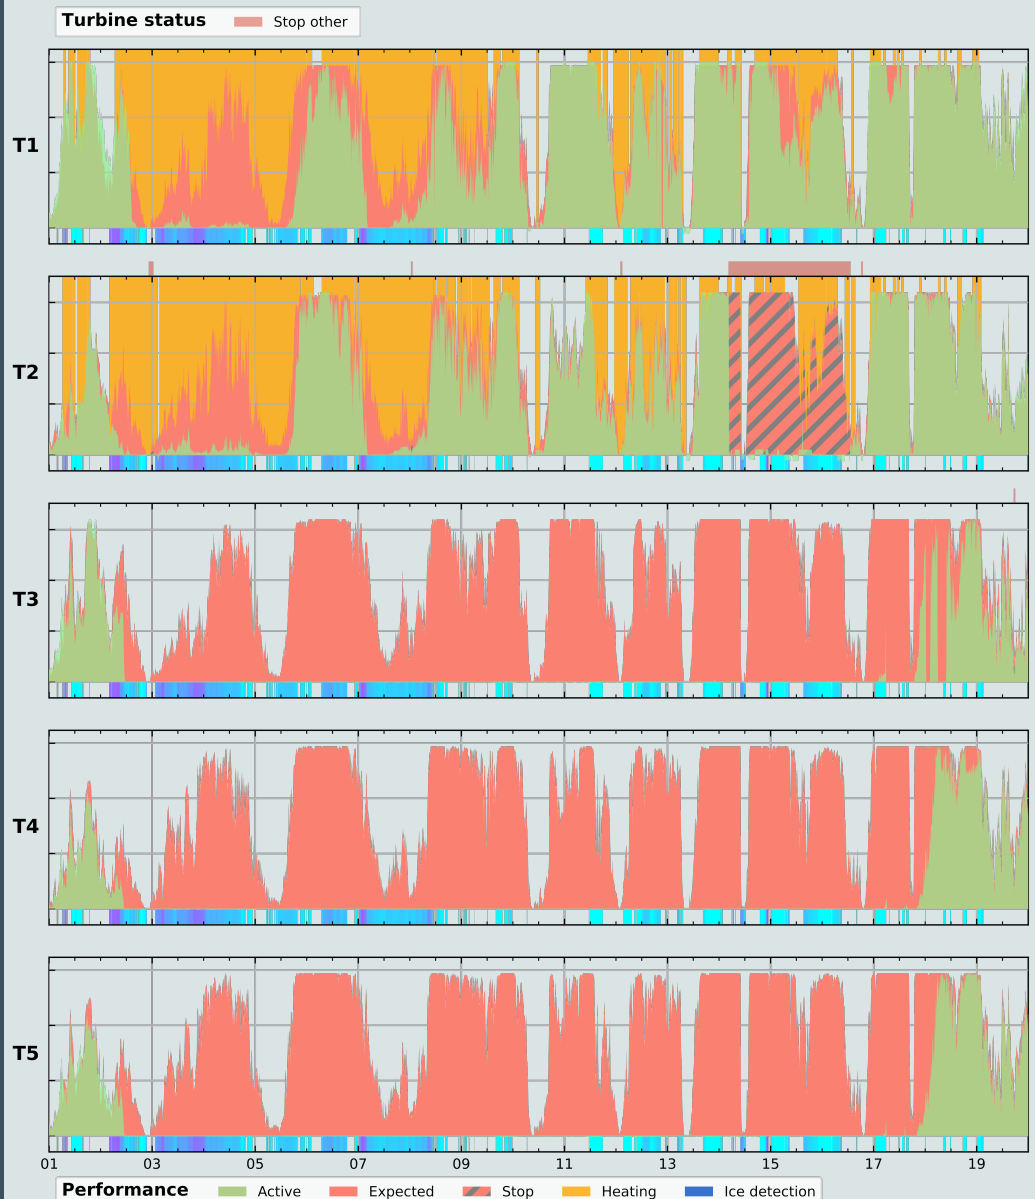 Turbine status Stop other
T1
T2
T3
T4
T5
01 03 05 07 09 11 13 15 17 19
Performance Active Expected Stop Heating Ice detection